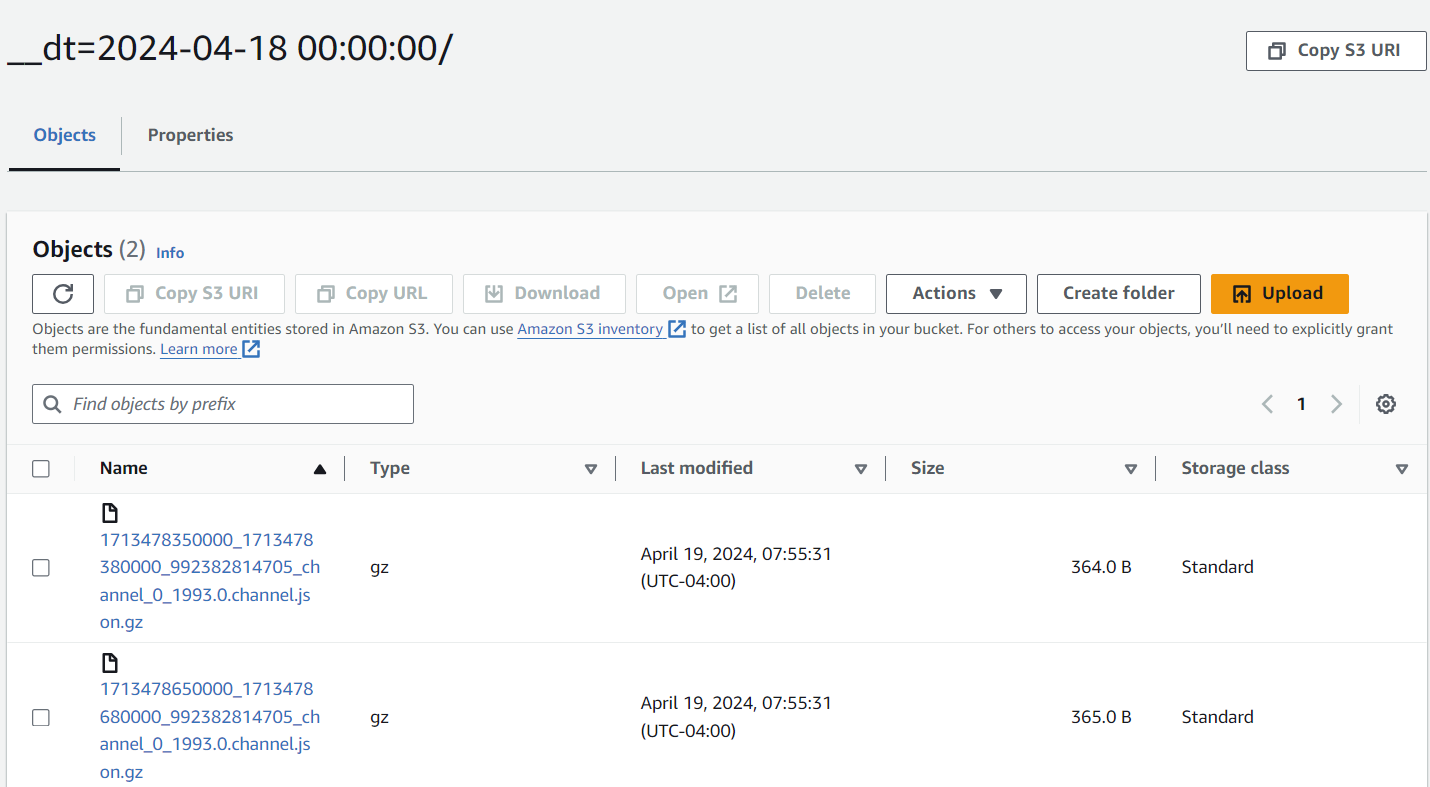 __dt=2024-04-18 00:00:00/
Copy S3 URI
Objects
Properties
Objects (2) Info
Copy S3 URI
Copy URL
Download
Open
Delete
Actions
Create folder
Upload
Objects are the fundamental entities stored in Amazon S3. You can use Amazon S3 inventory to get a list of all objects in your bucket. For others to access your objects, you'll need to explicitly grant
them permissions. Learn more
Find objects by prefix
1
Name
Type
Last modified
Size
Storage class
1713478350000_1713478
380000_992382814705_ch
annel_0_1993.0.channel.js
on.gz
gz
April 19, 2024, 07:55:31
(UTC-04:00)
364.0 B
Standard
1713478650000_1713478
680000_992382814705_ch
annel_0_1993.0.channel.js
on.gz
gz
April 19, 2024, 07:55:31
(UTC-04:00)
365.0 B
Standard